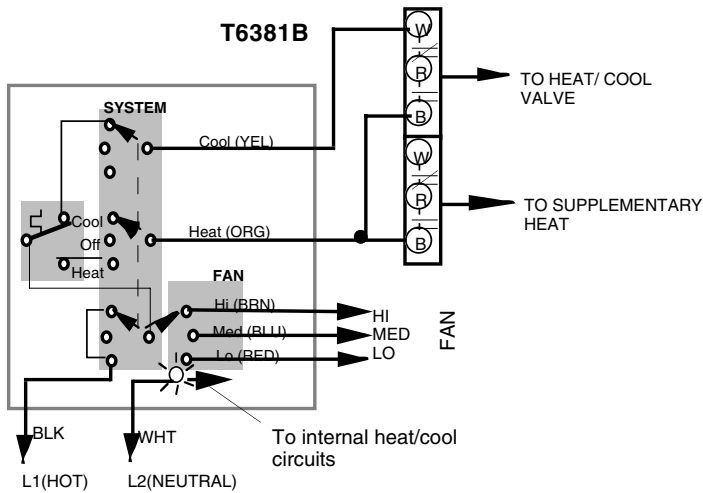 T6381B
W
R
B
TO HEAT/ COOL
VALVE
SYSTEM
Cool (YEL)
W
R
B
TO SUPPLEMENTARY
HEAT
Cool
Off
Heat
Heat (ORG)
FAN
Hi (BRN)
Med (BLU)
Lo (RED)
HI
MED
LO
FAN
BLK
WHT
To internal heat/cool
circuits
L1(HOT)
L2(NEUTRAL)